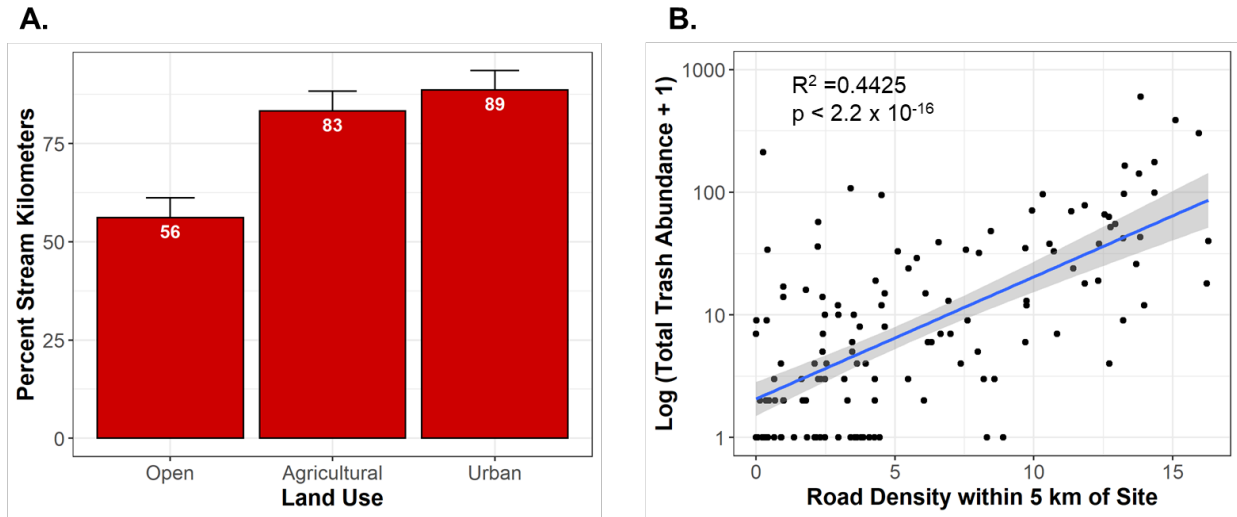 A.
Percent Stream Kilometers
75
50
25
0
56
83
89
Open
Agricultural
Urban
Land Use
B.
Log (Total Trash Abundance + 1)
1000
100
10
1
R² =0.4425
p < 2.2 x 10⁻¹⁶
0
5
10
15
Road Density within 5 km of Site